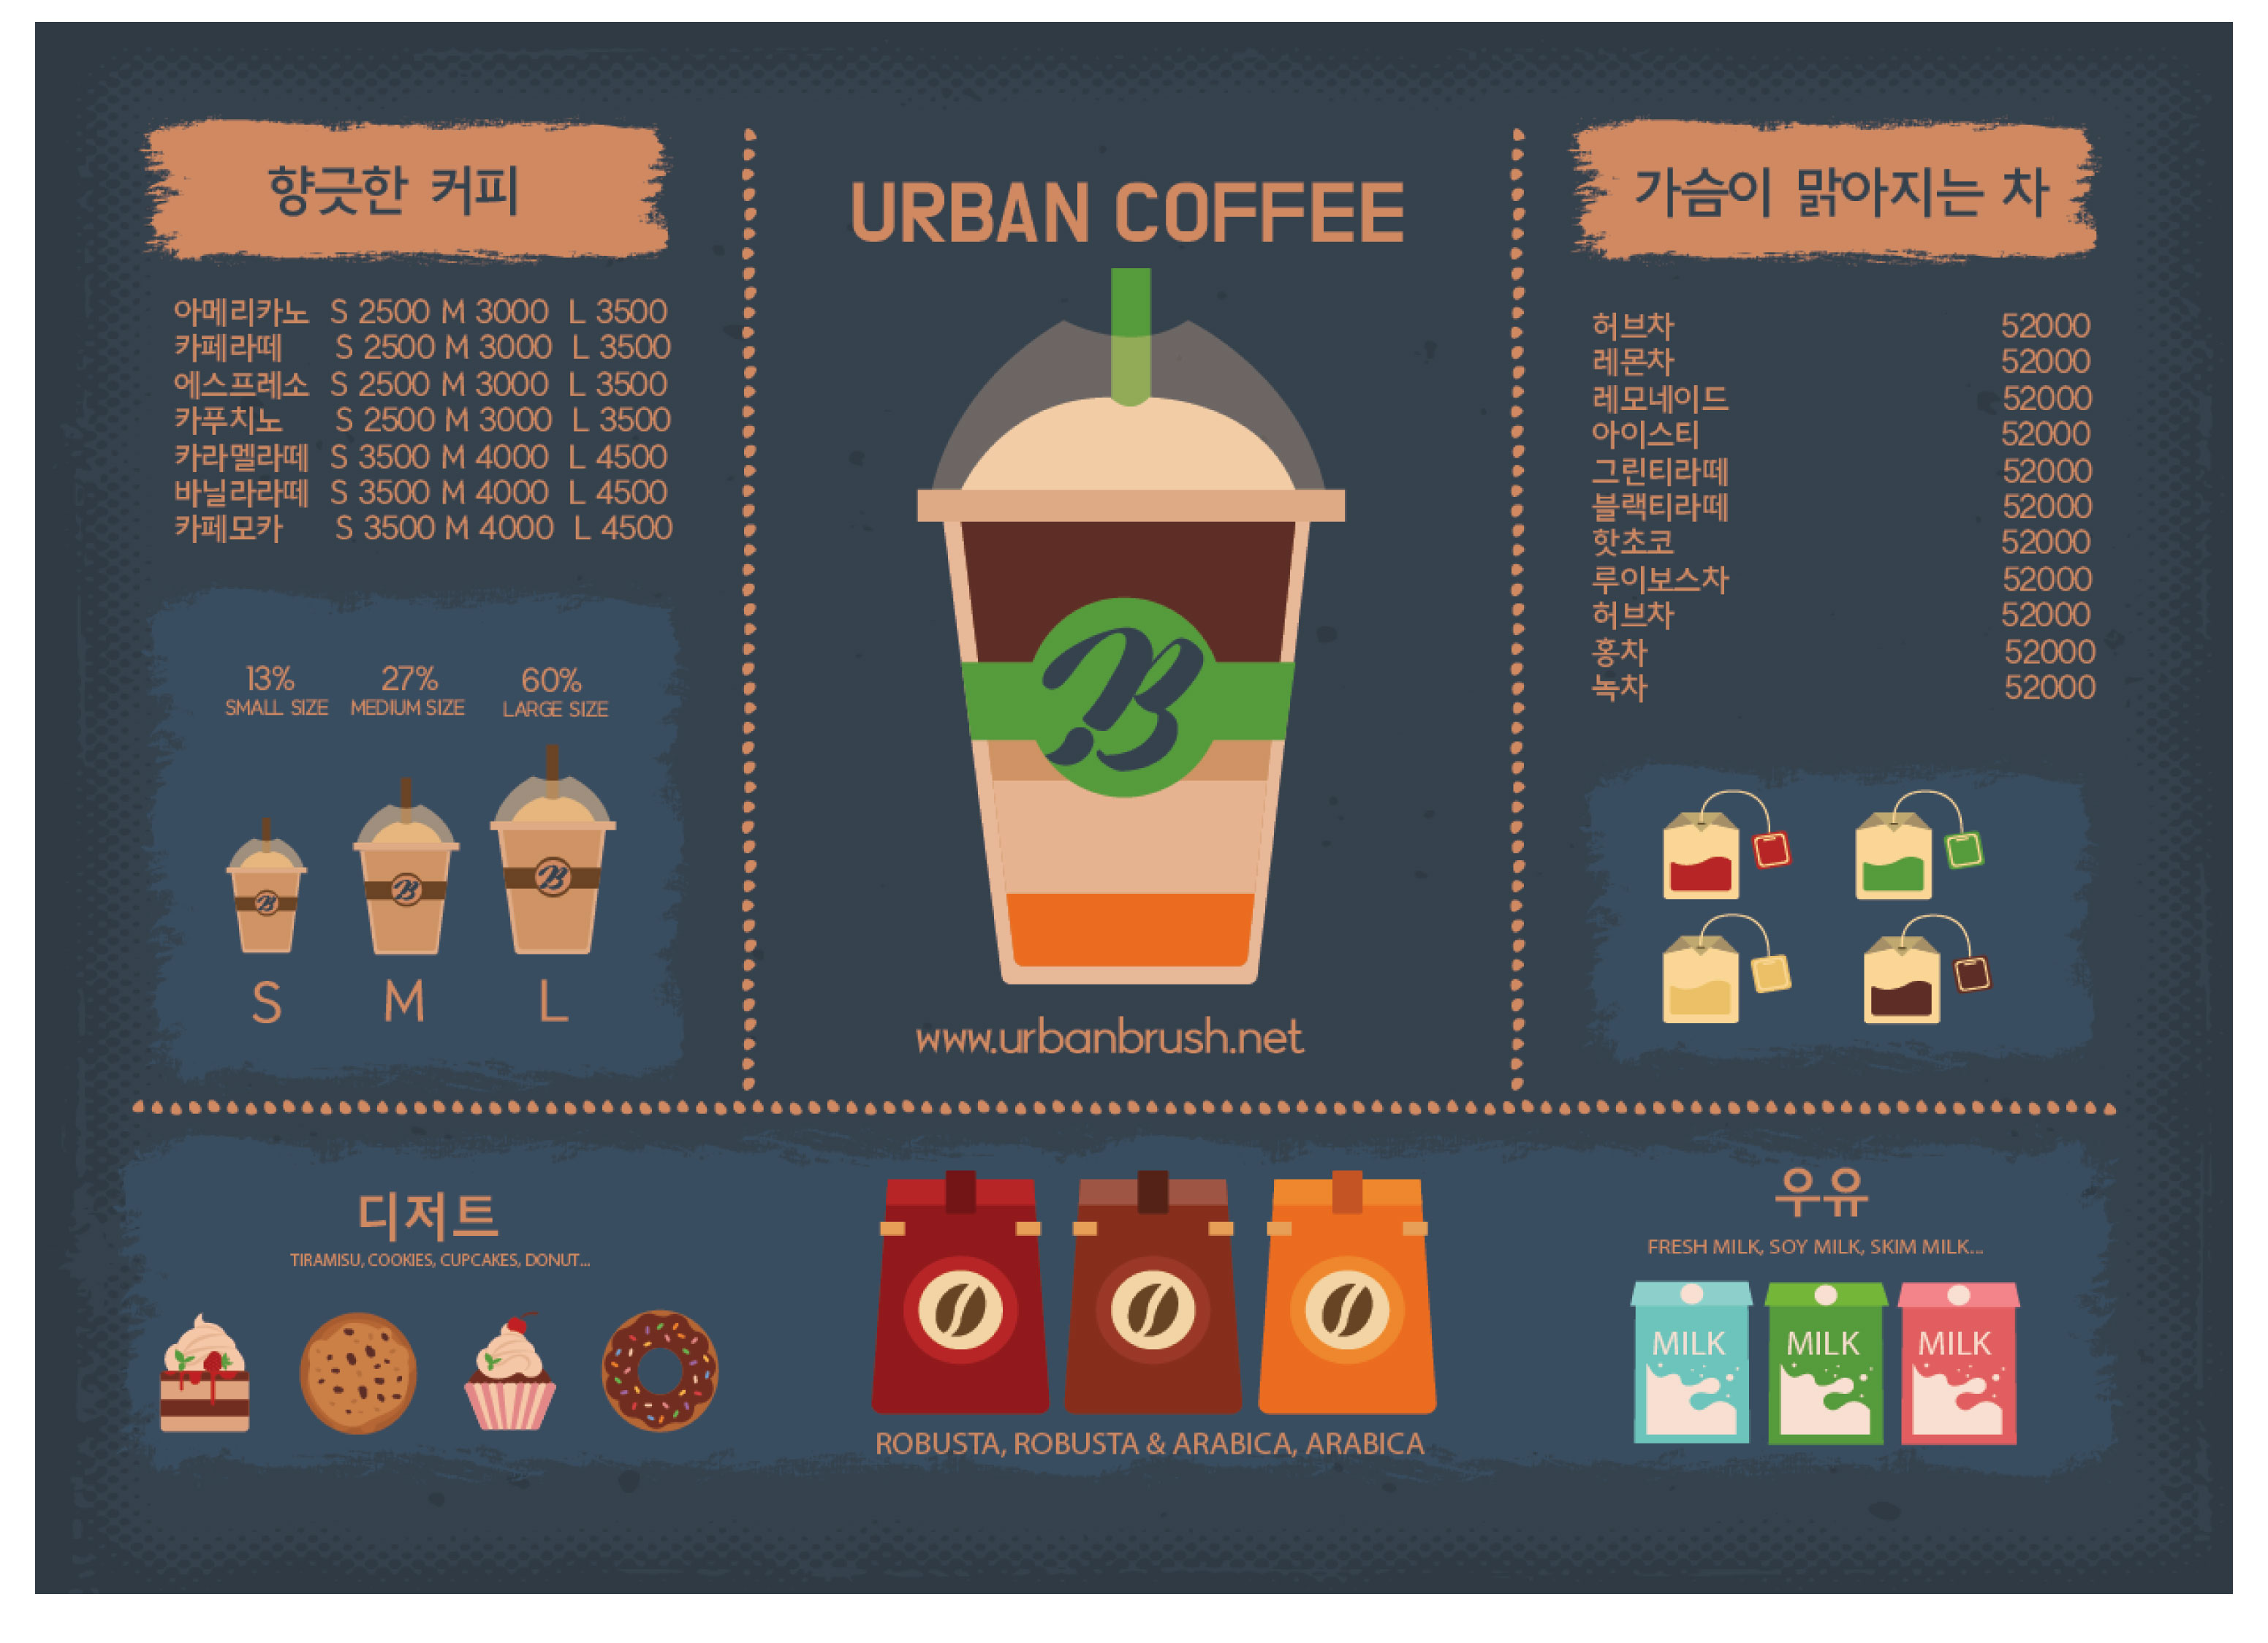 향긋한 커피
아메리카노 S 2500 M 3000 L 3500
카페라떼 S 2500 M 3000 L 3500
에스프레소 S 2500 M 3000 L 3500
카푸치노 S 2500 M 3000 L 3500
카라멜라떼 S 3500 M 4000 L 4500
바닐라라떼 S 3500 M 4000 L 4500
카페모카 S 3500 M 4000 L 4500
13% 27% 60%
SMALL SIZE MEDIUM SIZE LARGE SIZE
B B B
S M L
URBAN COFFEE
B
www.urbanbrush.net
가슴이 맑아지는 차
허브차 52000
레몬차 52000
레모네이드 52000
아이스티 52000
그린티라떼 52000
블랙티라떼 52000
핫초코 52000
루이보스차 52000
허브차 52000
홍차 52000
녹차 52000
디저트
TIRAMISU, COOKIES, CUPCAKES, DONUT...
ROBUSTA, ROBUSTA & ARABICA, ARABICA
우유
FRESH MILK, SOY MILK, SKIM MILK...
MILK MILK MILK